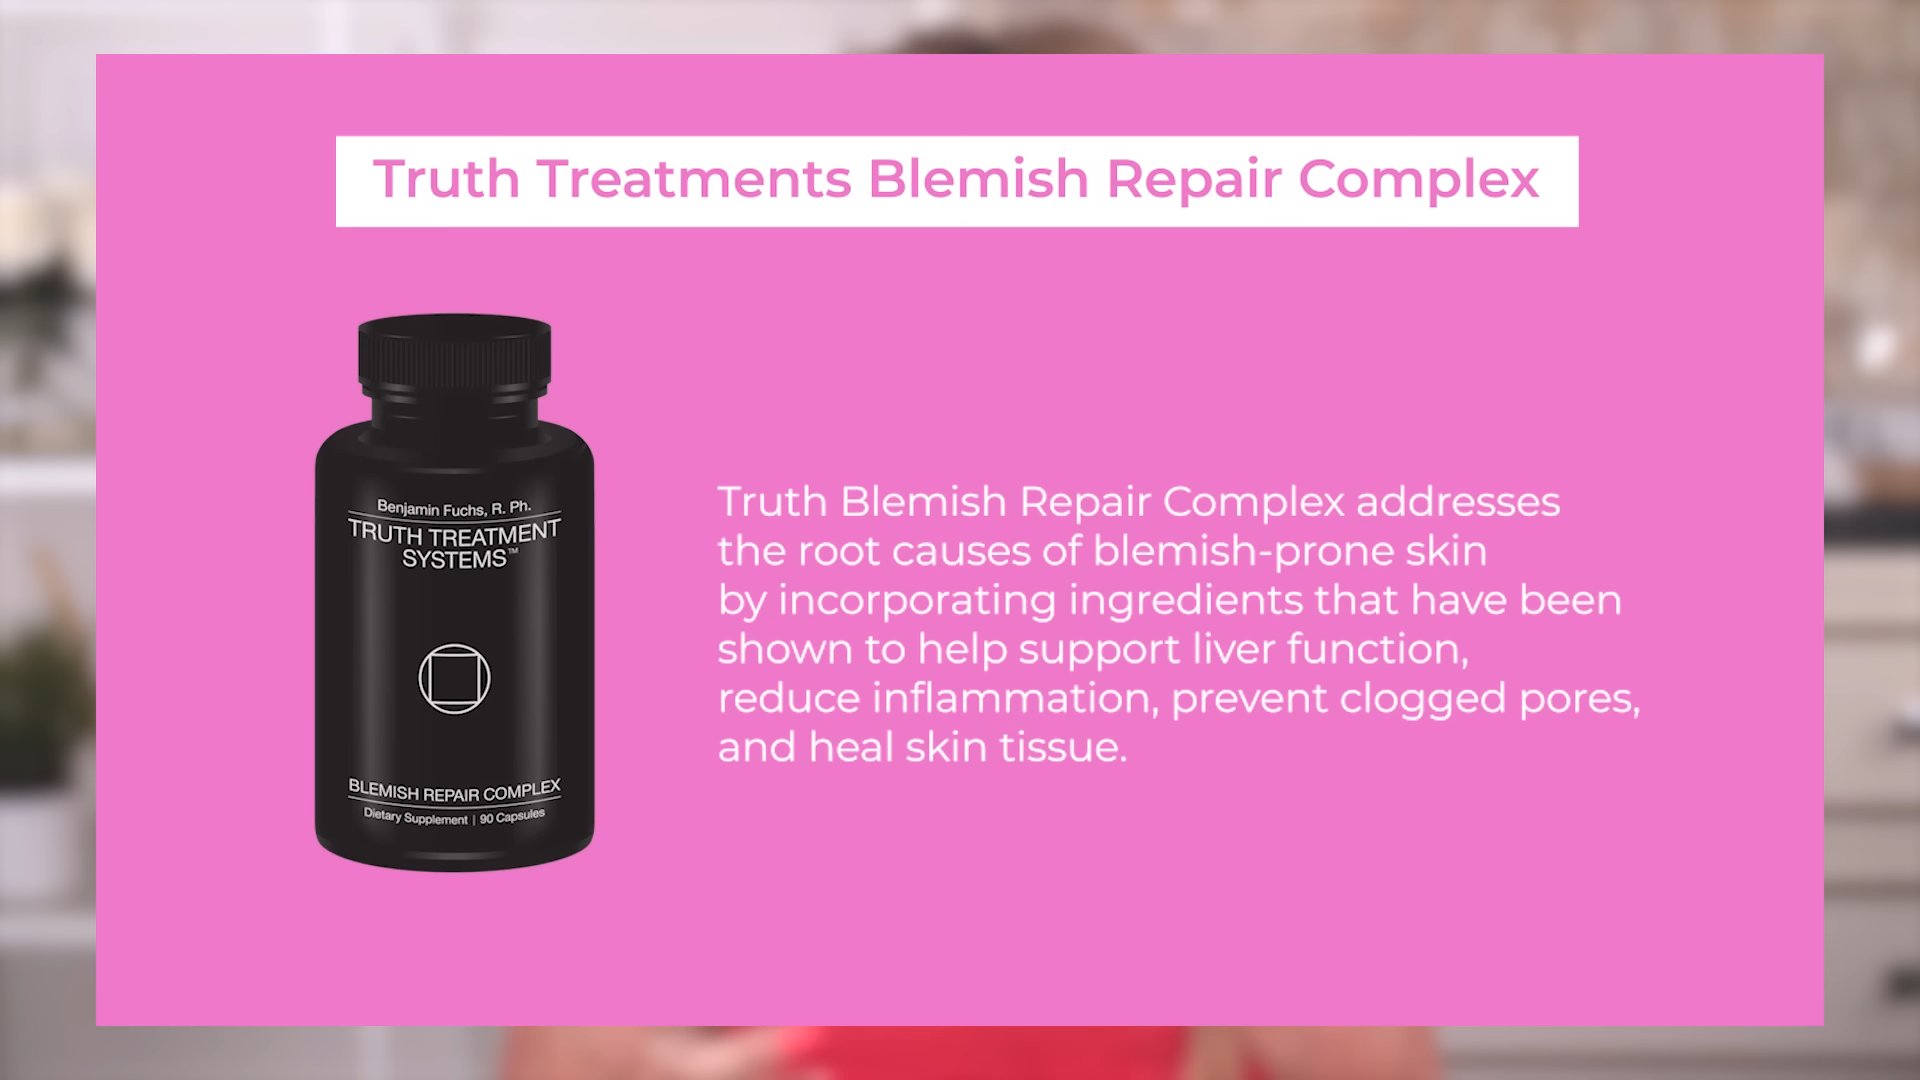 Truth Treatments Blemish Repair Complex
Benjamin Fuchs, R. Ph.
TRUTH TREATMENT
SYSTEMS™
BLEMISH REPAIR COMPLEX
Dietary Supplement | 90 Capsules
Truth Blemish Repair Complex addresses
the root causes of blemish-prone skin
by incorporating ingredients that have been
shown to help support liver function,
reduce inflammation, prevent clogged pores,
and heal skin tissue.